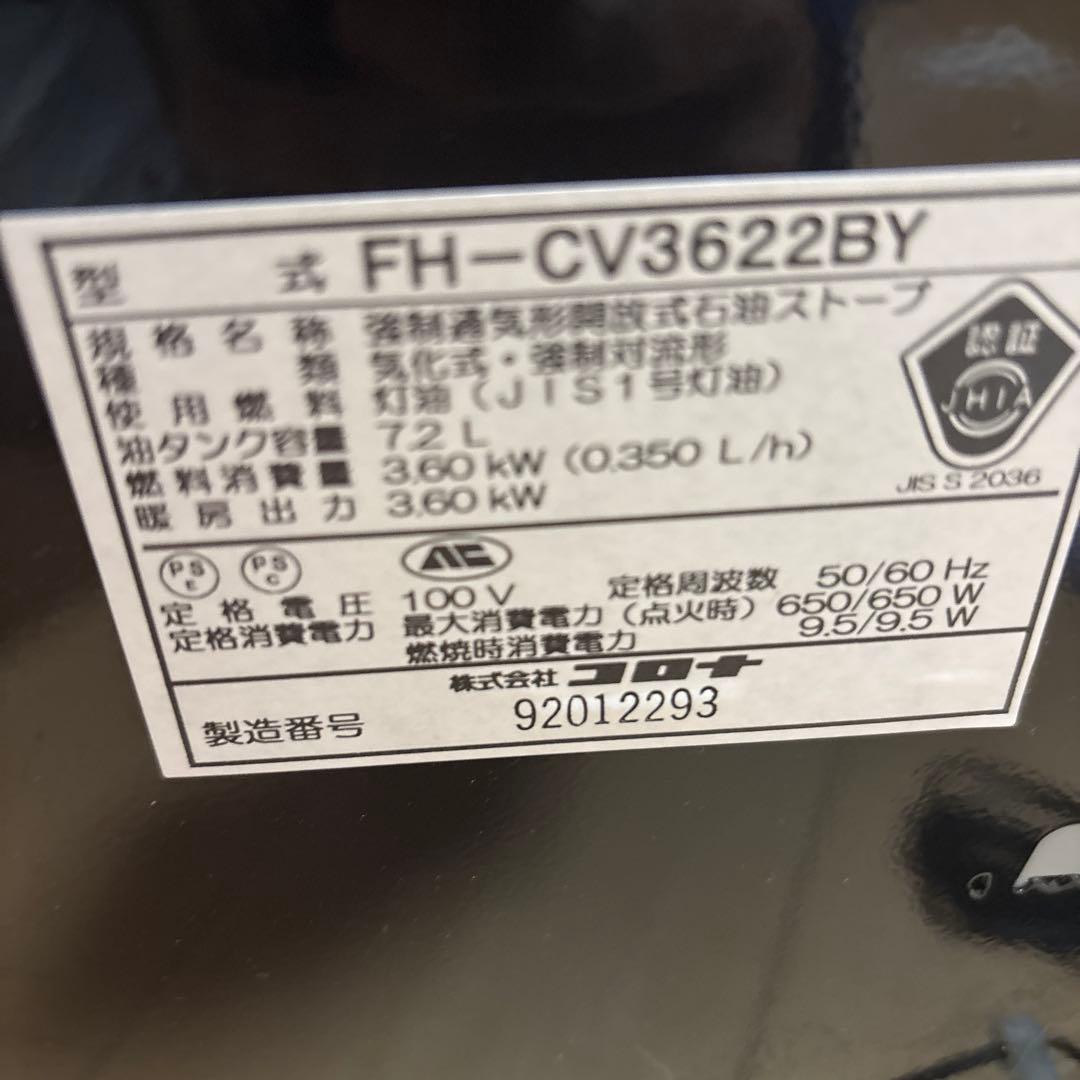 型式 FH-CV3622BY
規格名称 強制通気形開放式石油ストーブ
種類 気化式・強制対流形
使用燃料 灯油(JIS1号灯油)
油タンク容量 7.2 L
燃料消費量 3.60 kW (0.350 L/h)
暖房出力 3.60 kW
認証
JHIA
JIS S 2036
PS E PS C
定格電圧 100 V 定格周波数 50/60 Hz
定格消費電力 最大消費電力(点火時) 650/650 W
燃焼時消費電力 9.5/9.5 W
株式会社 コロナ
製造番号 92012293